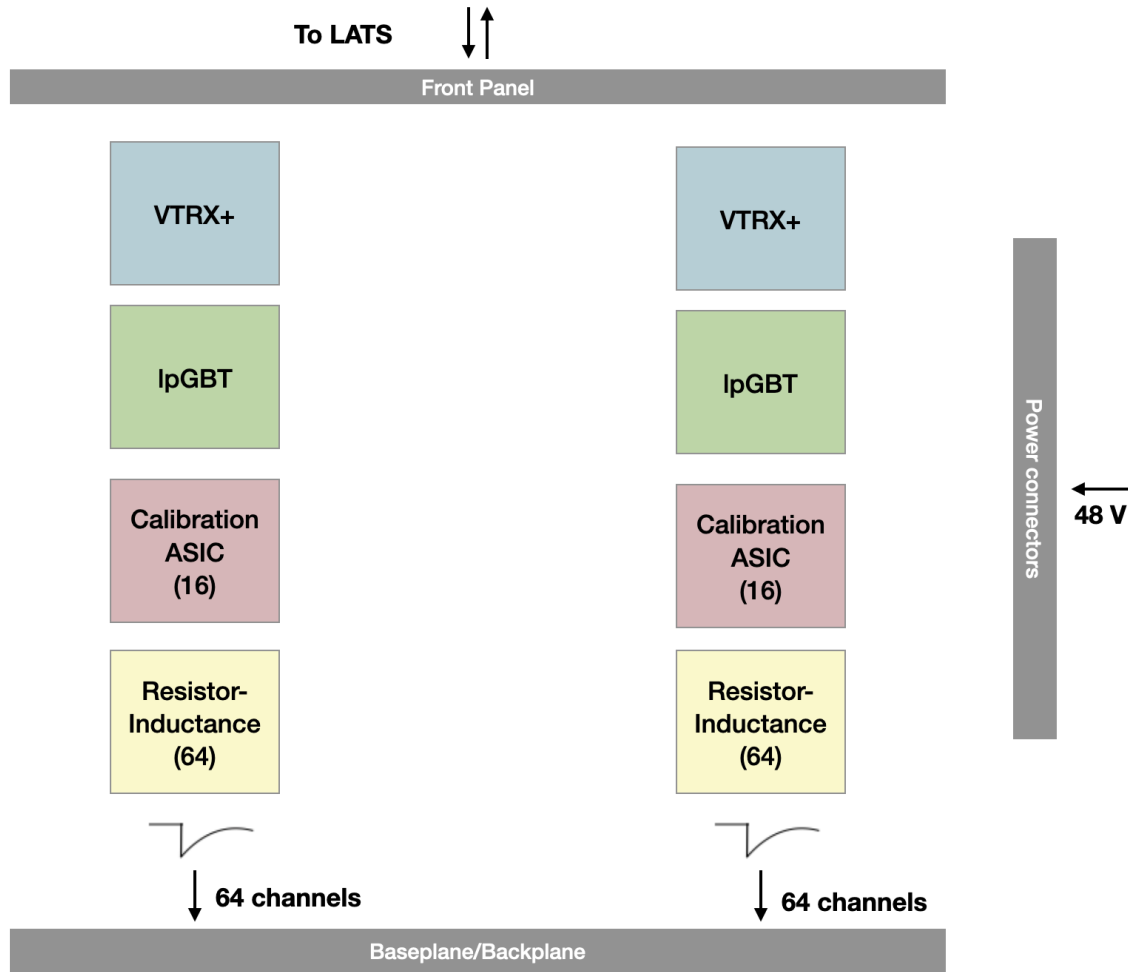 To LATS
Front Panel
VTRX+
VTRX+
lpGBT
lpGBT
Calibration
ASIC
(16)
Calibration
ASIC
(16)
Resistor-
Inductance
(64)
Resistor-
Inductance
(64)
Power connectors
48 V
64 channels
64 channels
Baseplane/Backplane